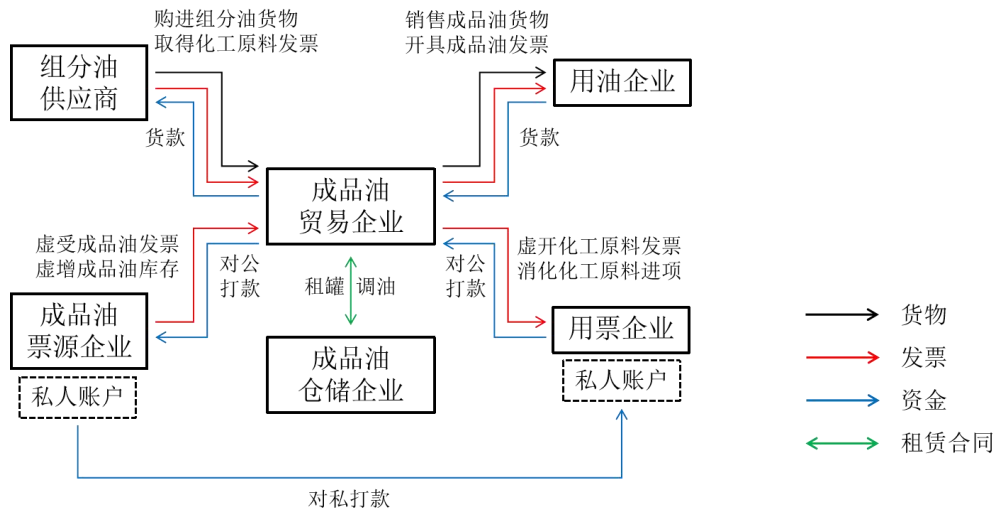 购进组分油货物
取得化工原料发票
销售成品油货物
开具成品油发票
组分油
供应商
用油企业
货款
货款
成品油
贸易企业
虚受成品油发票
虚增成品油库存
对公
打款
对公
打款
虚开化工原料发票
消化化工原料进项
租罐
调油
成品油
票源企业
用票企业
成品油
仓储企业
私人账户
私人账户
对私打款
货物
发票
资金
租赁合同